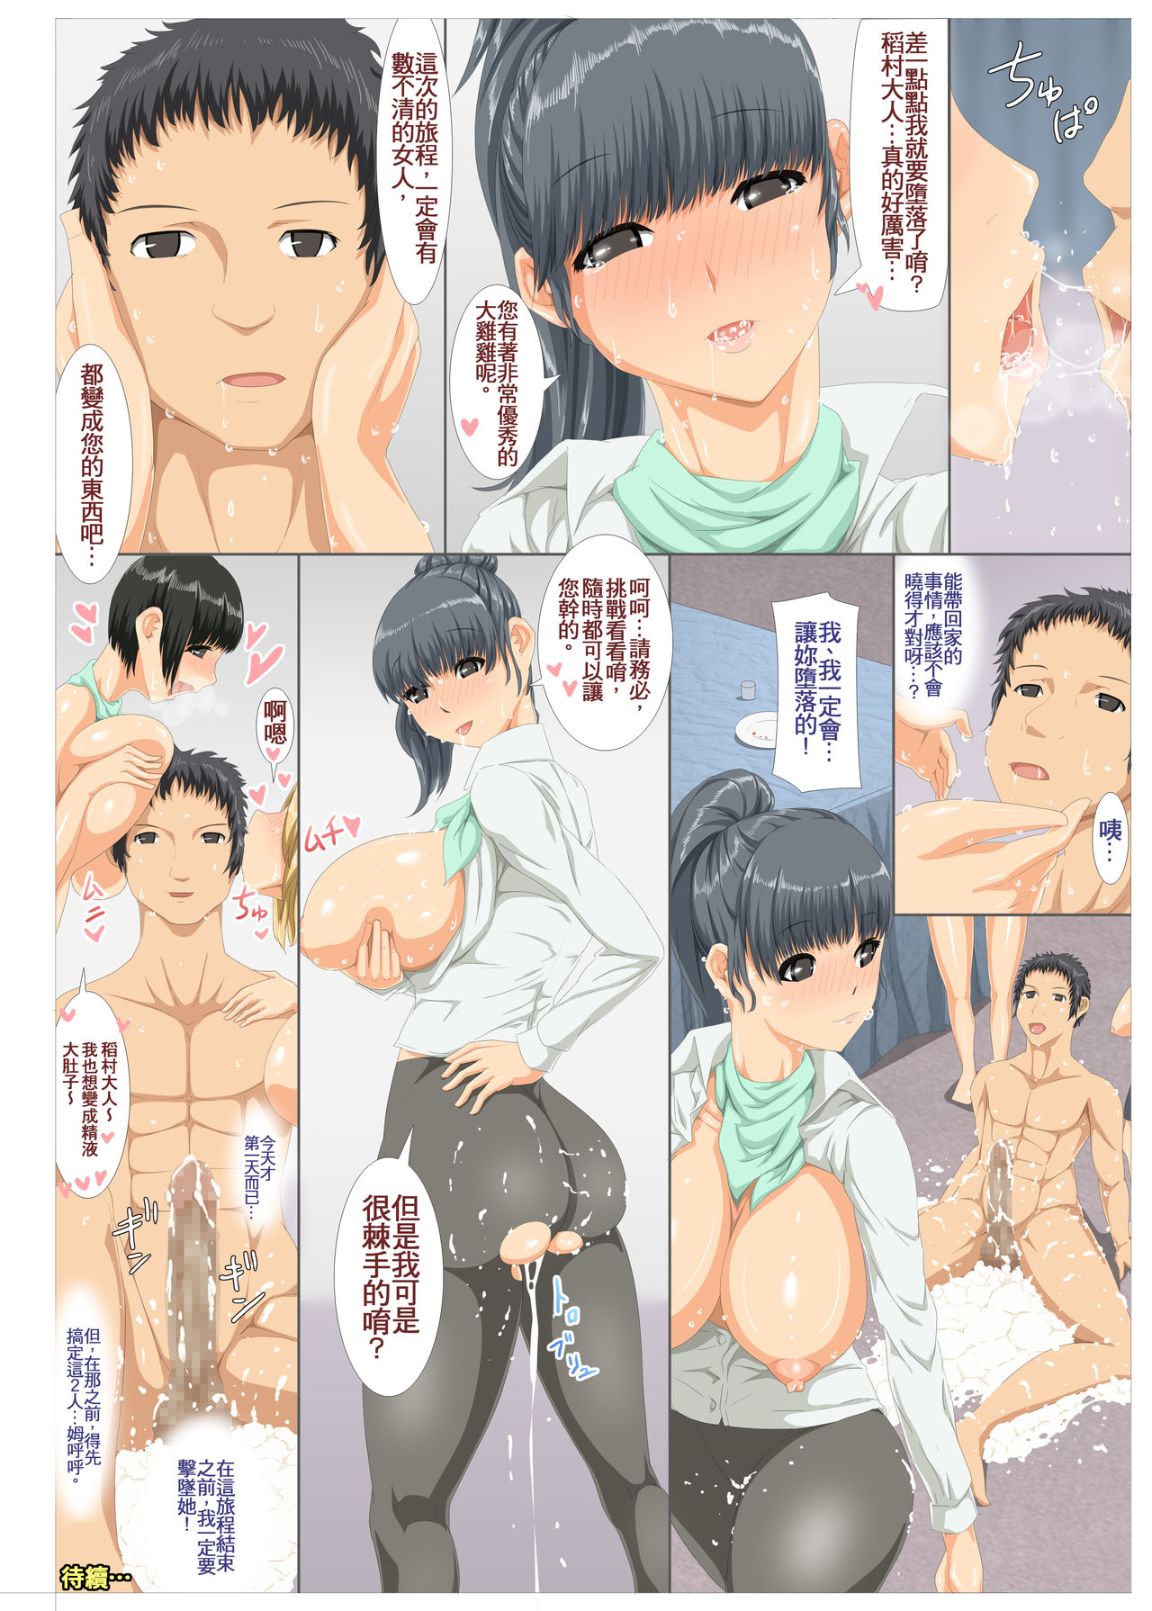 ちゅぱ。
差一點點我就要墮落了唷？
稻村大人…真的好厲害…
您有著非常優秀的
大雞雞呢。
這次的旅程，一定會有
數不清的女人，
都變成您的東西吧…
能帶回家的
事情，應該不會
曉得才對呀…？
咦…
我、我一定會…
讓妳墮落的！
呵呵…請務必，
挑戰看看唷，
隨時都可以讓
您幹的。
ムチ
但是我可是
很棘手的唷？
トロ
ブリュ
啊嗯
ちゅ
ムニ
稻村大人～
我也想變成精液
大肚子～
今天才
第一天而已…
ギン
ギン
但，在那之前，得先
搞定這2人…姆呼呼。
在這旅程結束
之前，我一定要
擊墜她！
待續…